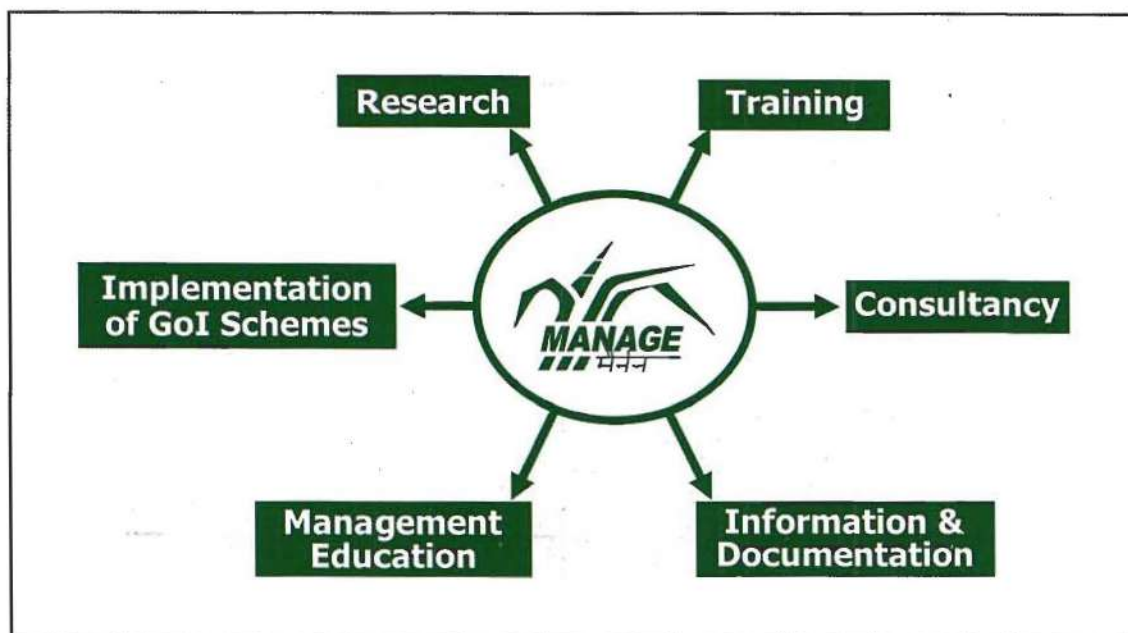 Research
Training
Implementation
of GoI Schemes
MANAGE
मैनेज
Consultancy
Management
Education
Information &
Documentation